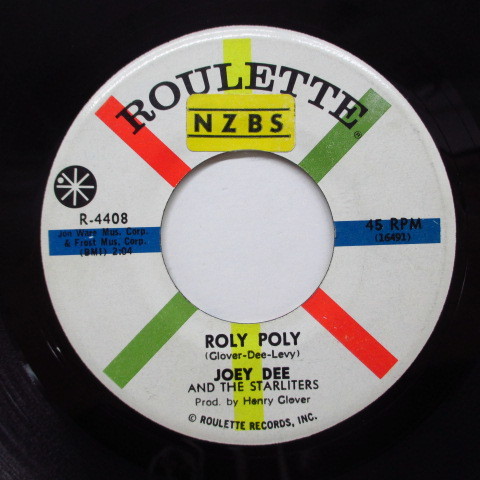 ROULETTE
®
NZBS
R-4408
Jon Ware Mus. Corp.
& Frost Mus. Corp.
(BMI) 2:04
45 RPM
(16491)
ROLY POLY
(Glover-Dee-Levy)
JOEY DEE
AND THE STARLITERS
Prod. by Henry Glover
© ROULETTE RECORDS, INC.